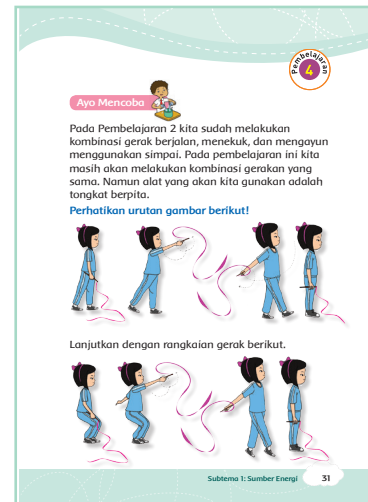 Pembelajaran
4
Ayo Mencoba
Pada Pembelajaran 2 kita sudah melakukan
kombinasi gerak berjalan, menekuk, dan mengayun
menggunakan simpai. Pada pembelajaran ini kita
masih akan melakukan kombinasi gerakan yang
sama. Namun alat yang akan kita gunakan adalah
tongkat berpita.
Perhatikan urutan gambar berikut!
Lanjutkan dengan rangkaian gerak berikut.
Subtema 1: Sumber Energi
31